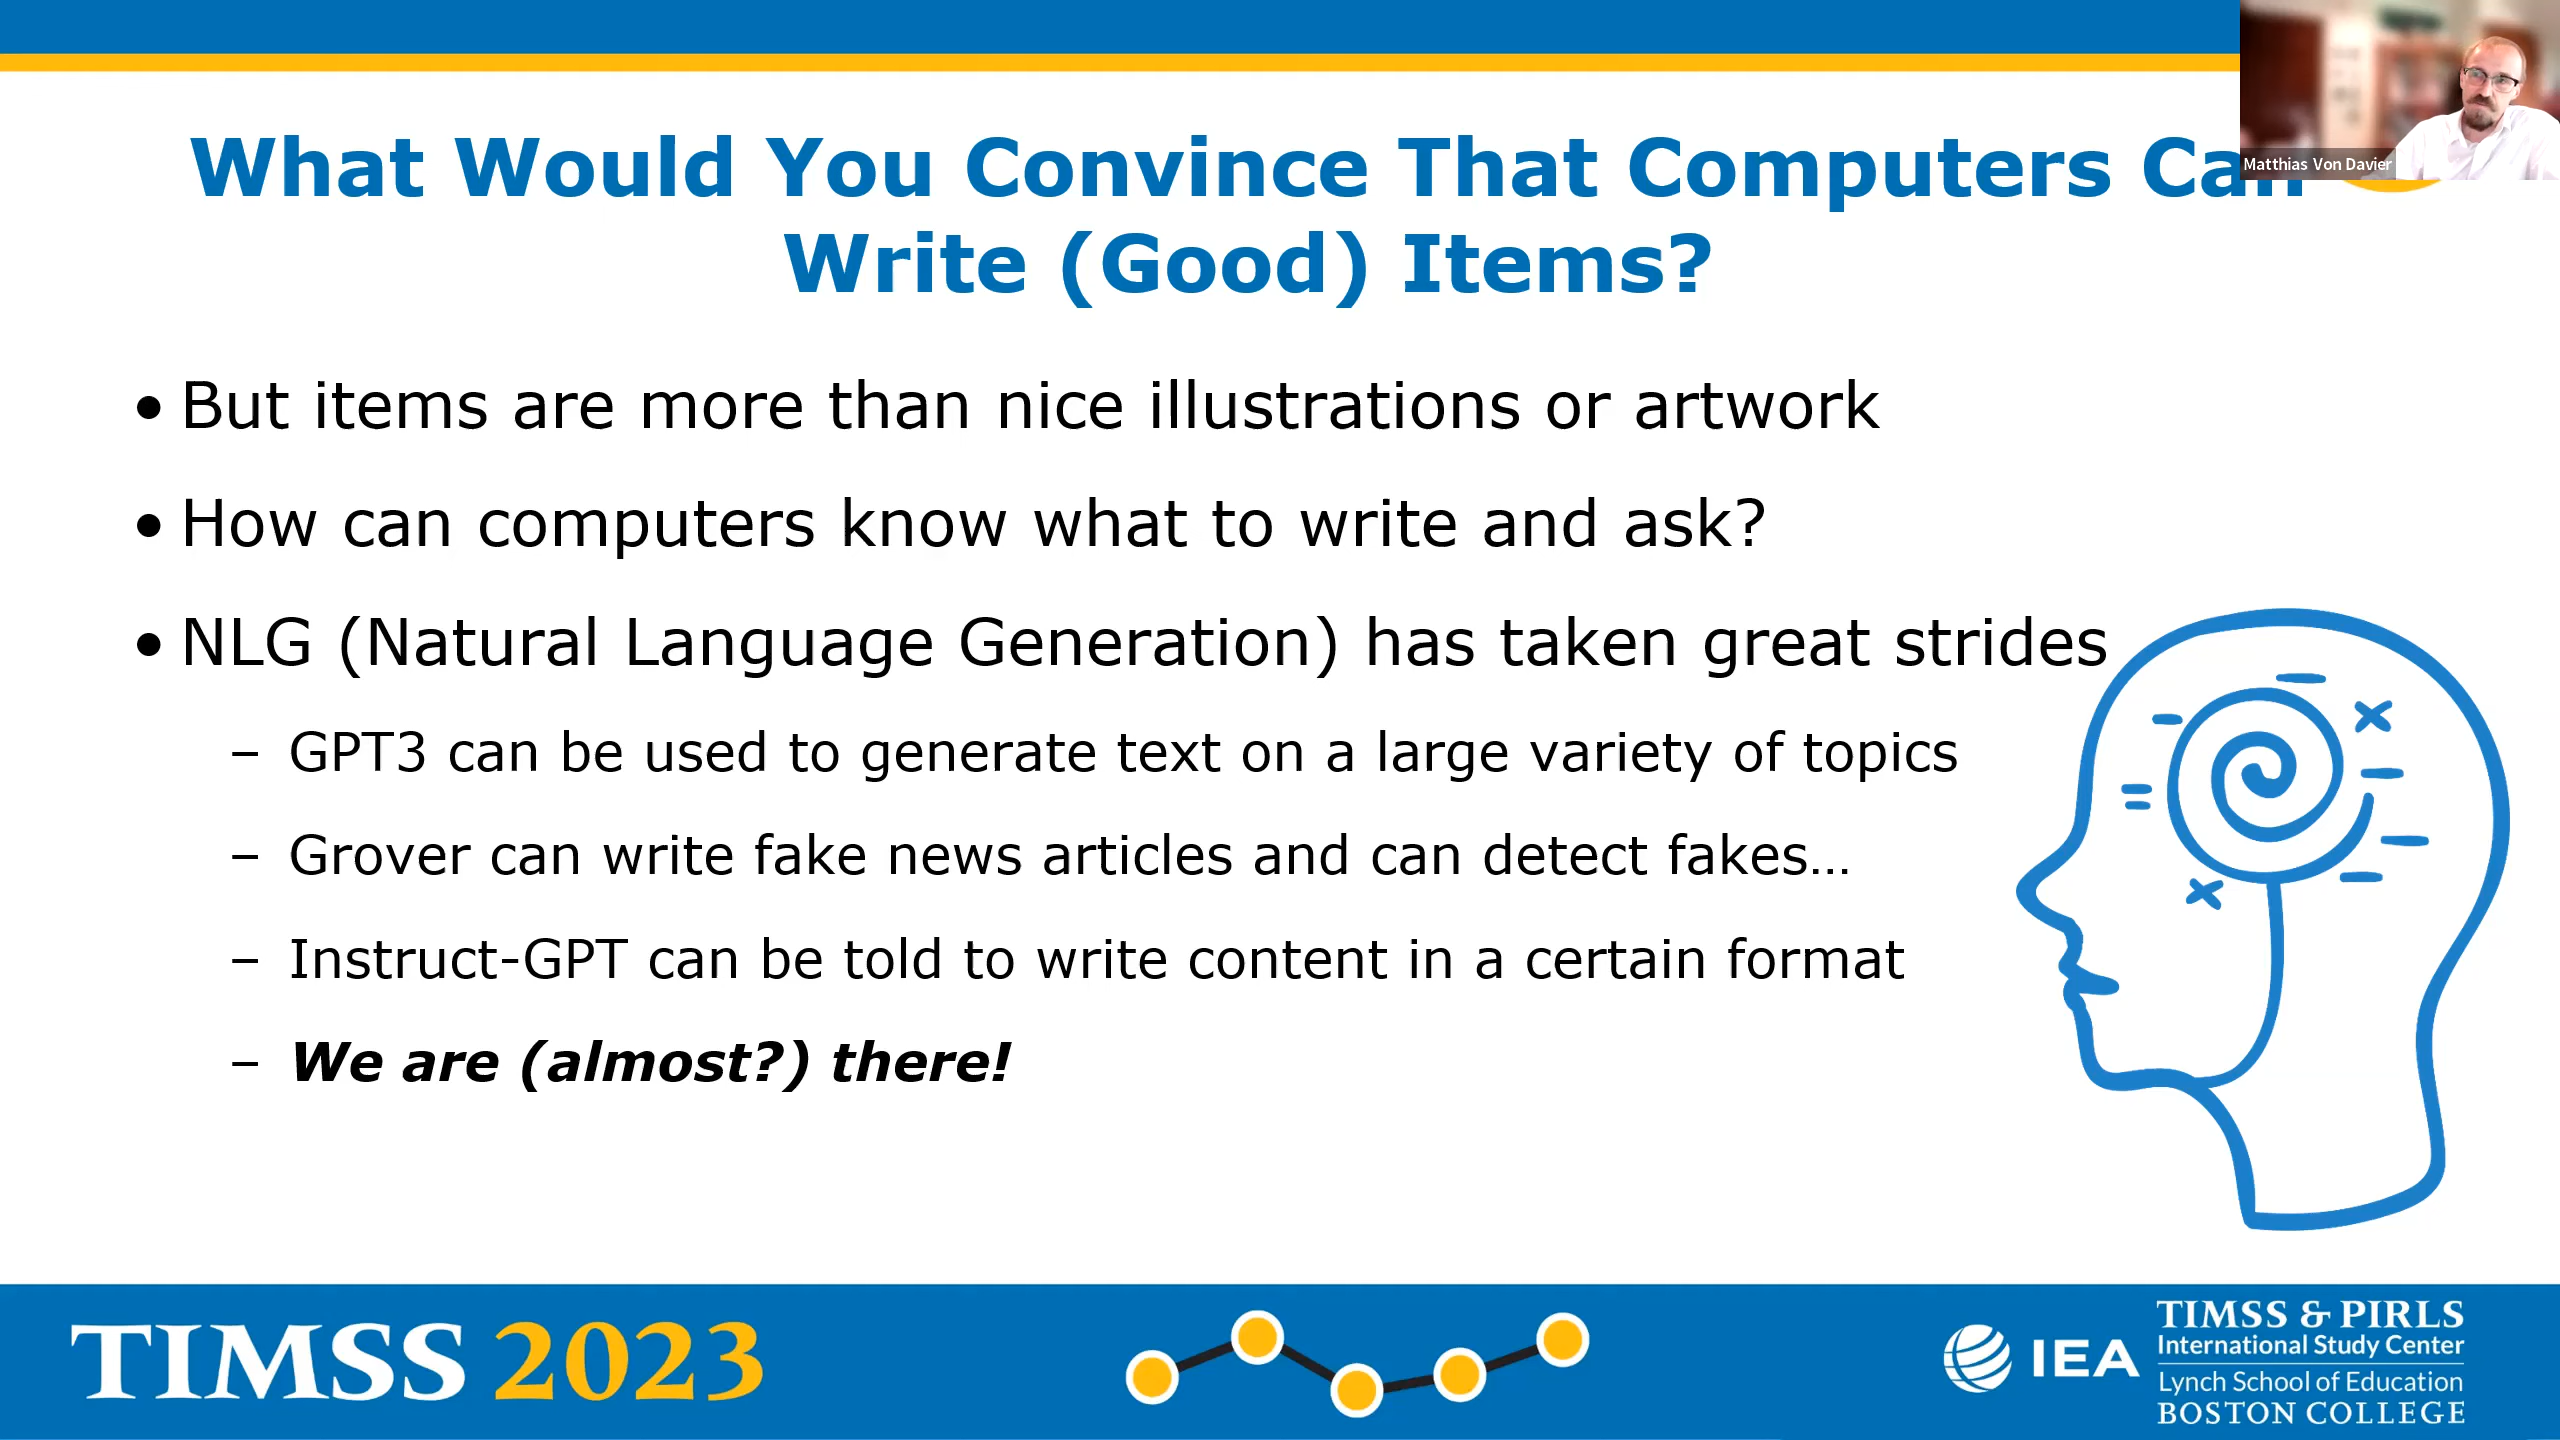 What Would You Convince That Computers Can
Write (Good) Items?
Matthias Von Davier
• But items are more than nice illustrations or artwork
• How can computers know what to write and ask?
• NLG (Natural Language Generation) has taken great strides
– GPT3 can be used to generate text on a large variety of topics
– Grover can write fake news articles and can detect fakes…
– Instruct-GPT can be told to write content in a certain format
– We are (almost?) there!
TIMSS 2023
IEA
TIMSS & PIRLS
International Study Center
Lynch School of Education
BOSTON COLLEGE